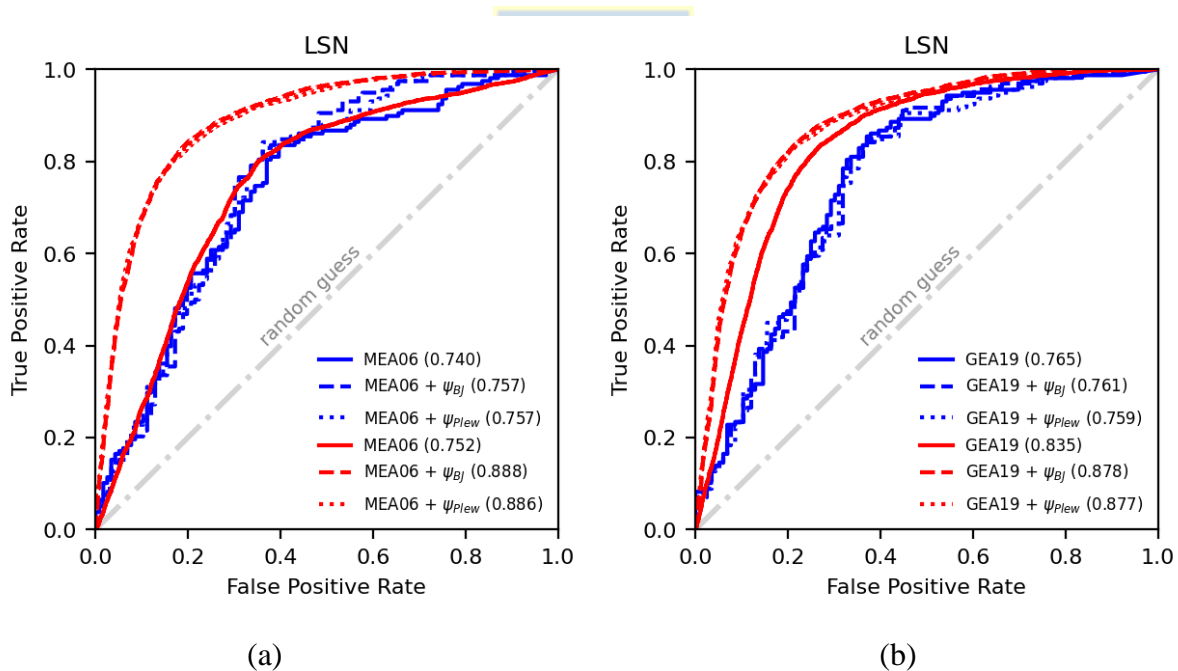 LSN
1.0
0.8
0.6
0.4
0.2
0.0
True Positive Rate
random guess
MEA06 (0.740)
MEA06 + ψBJ (0.757)
MEA06 + ψPlew (0.757)
MEA06 (0.752)
MEA06 + ψBJ (0.888)
MEA06 + ψPlew (0.886)
0.0 0.2 0.4 0.6 0.8 1.0
False Positive Rate
(a)
LSN
1.0
0.8
0.6
0.4
0.2
0.0
True Positive Rate
random guess
GEA19 (0.765)
GEA19 + ψBJ (0.761)
GEA19 + ψPlew (0.759)
GEA19 (0.835)
GEA19 + ψBJ (0.878)
GEA19 + ψPlew (0.877)
0.0 0.2 0.4 0.6 0.8 1.0
False Positive Rate
(b)